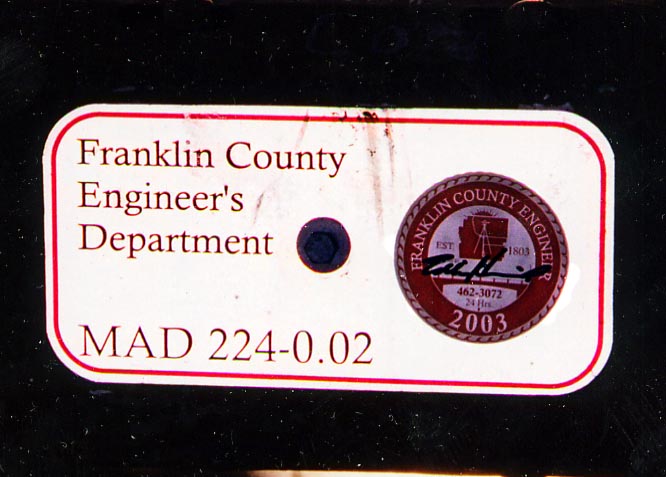 Franklin County
Engineer's
Department
MAD 224-0.02
FRANKLIN COUNTY ENGINEER
EST. 1803
462-3072
24 Hrs.
2003